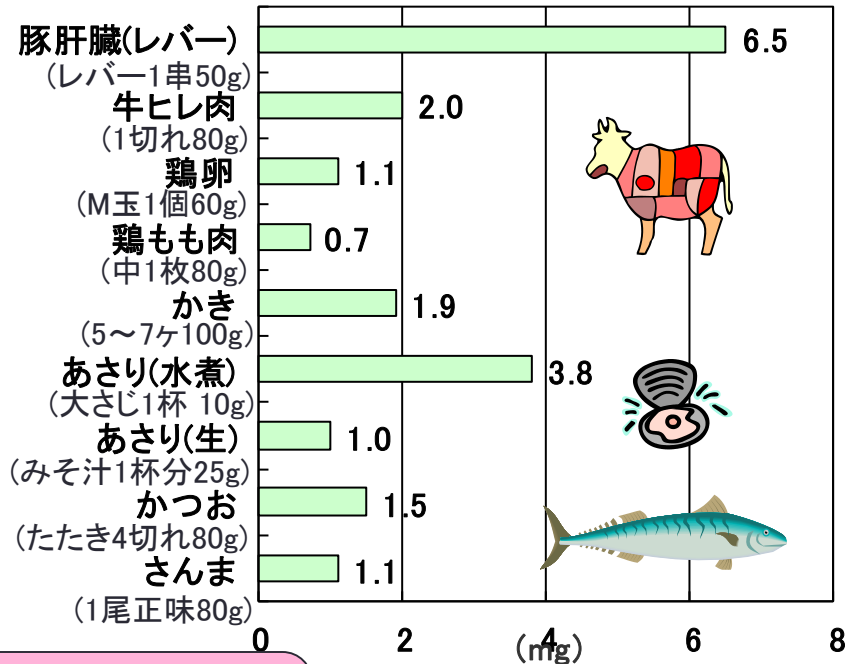 豚肝臓(レバー)
6.5
(レバー1串50g)
牛ヒレ肉
2.0
(1切れ80g)
鶏卵
1.1
(M玉1個60g)
鶏もも肉
0.7
(中1枚80g)
かき
1.9
(5～7ヶ100g)
あさり(水煮)
3.8
(大さじ1杯 10g)
あさり(生)
1.0
(みそ汁1杯分25g)
かつお
1.5
(たたき4切れ80g)
さんま
1.1
(1尾正味80g)
0 2 4 6 8
(mg)